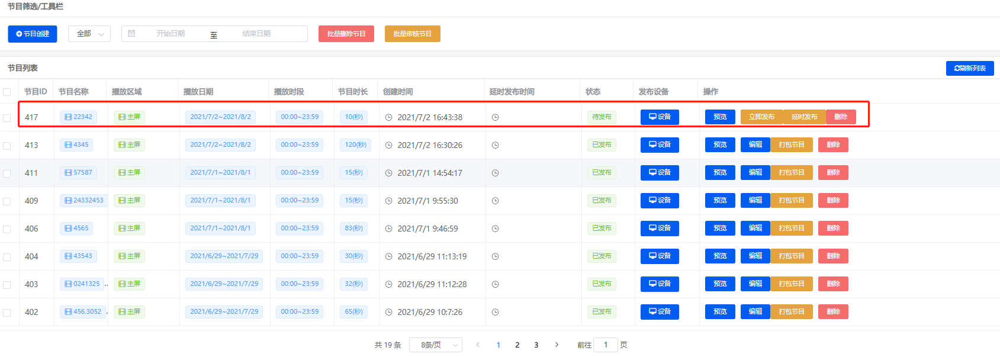 节目筛选/工具栏
节目创建 全部 开始日期 至 结束日期 批量删除节目 批量审核节目
节目列表 刷新列表
节目ID 节目名称 播放区域 播放日期 播放时段 节目时长 创建时间 延时发布时间 状态 发布设备 操作
417 22342 主屏 2021/7/2~2021/8/2 00:00~23:59 10(秒) 2021/7/2 16:43:38 待发布 设备 预览 立即发布 延时发布 删除
413 4345 主屏 2021/7/2~2021/8/2 00:00~23:59 120(秒) 2021/7/2 16:30:26 已发布 设备 预览 编辑 打包节目 删除
411 57587 主屏 2021/7/1~2021/8/1 00:00~23:59 15(秒) 2021/7/1 14:54:17 已发布 设备 预览 编辑 打包节目 删除
409 24332453 主屏 2021/7/1~2021/8/1 00:00~23:59 15(秒) 2021/7/1 9:55:30 已发布 设备 预览 编辑 打包节目 删除
406 4565 主屏 2021/7/1~2021/8/1 00:00~23:59 83(秒) 2021/7/1 9:46:59 已发布 设备 预览 编辑 打包节目 删除
404 43543 主屏 2021/6/29~2021/7/29 00:00~23:59 30(秒) 2021/6/29 11:13:19 已发布 设备 预览 编辑 打包节目 删除
403 0241325 .. 主屏 2021/6/29~2021/7/29 00:00~23:59 32(秒) 2021/6/29 11:12:28 已发布 设备 预览 编辑 打包节目 删除
402 456.3052 . 主屏 2021/6/29~2021/7/29 00:00~23:59 65(秒) 2021/6/29 10:7:26 已发布 设备 预览 编辑 打包节目 删除
共 19 条 8条/页 < 1 2 3 > 前往 1 页